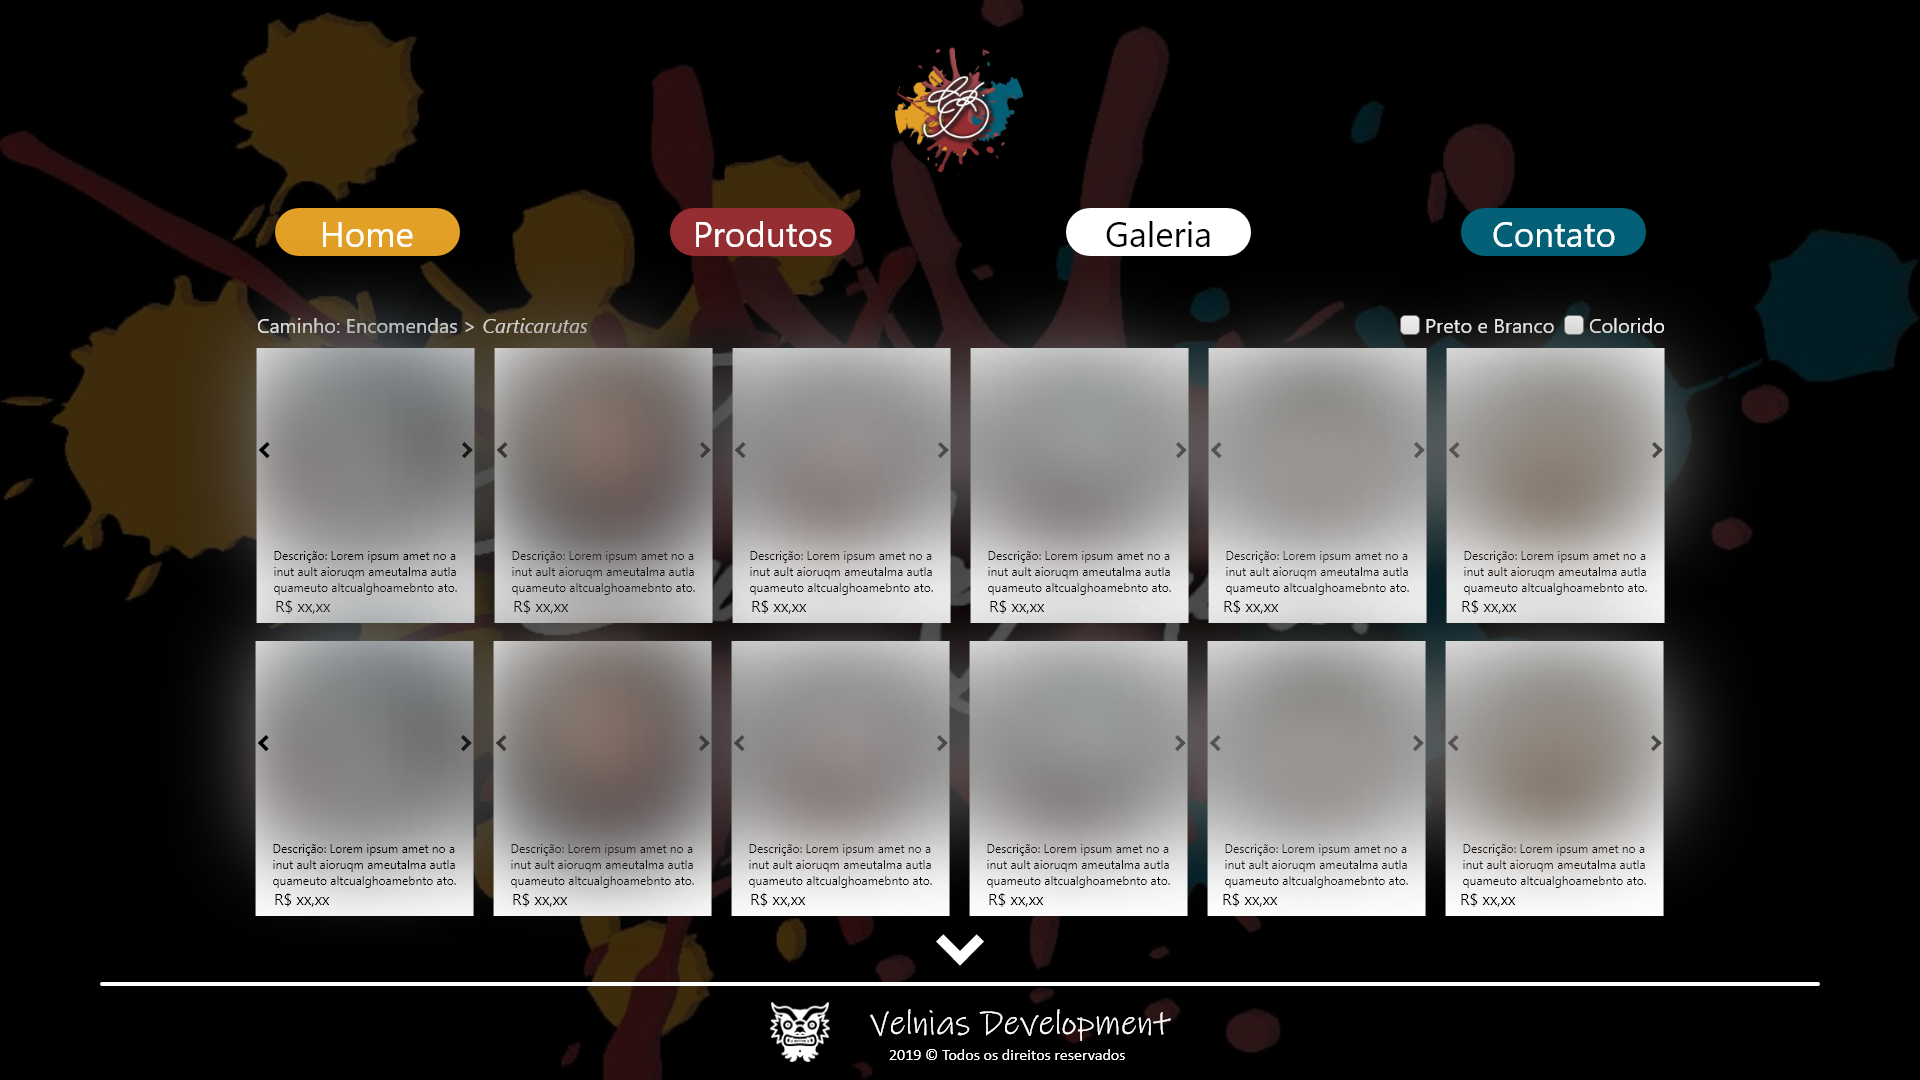 Home
Produtos
Galeria
Contato
Caminho: Encomendas > Carticarutas
Preto e Branco
Colorido
Descrição: Lorem ipsum amet no a
inut ault aioruqm ameutalma autla
quameuto altcualghoamebnto ato.
R$ xx,xx
Descrição: Lorem ipsum amet no a
inut ault aioruqm ameutalma autla
quameuto altcualghoamebnto ato.
R$ xx,xx
Descrição: Lorem ipsum amet no a
inut ault aioruqm ameutalma autla
quameuto altcualghoamebnto ato.
R$ xx,xx
Descrição: Lorem ipsum amet no a
inut ault aioruqm ameutalma autla
quameuto altcualghoamebnto ato.
R$ xx,xx
Descrição: Lorem ipsum amet no a
inut ault aioruqm ameutalma autla
quameuto altcualghoamebnto ato.
R$ xx,xx
Descrição: Lorem ipsum amet no a
inut ault aioruqm ameutalma autla
quameuto altcualghoamebnto ato.
R$ xx,xx
Descrição: Lorem ipsum amet no a
inut ault aioruqm ameutalma autla
quameuto altcualghoamebnto ato.
R$ xx,xx
Descrição: Lorem ipsum amet no a
inut ault aioruqm ameutalma autla
quameuto altcualghoamebnto ato.
R$ xx,xx
Descrição: Lorem ipsum amet no a
inut ault aioruqm ameutalma autla
quameuto altcualghoamebnto ato.
R$ xx,xx
Descrição: Lorem ipsum amet no a
inut ault aioruqm ameutalma autla
quameuto altcualghoamebnto ato.
R$ xx,xx
Descrição: Lorem ipsum amet no a
inut ault aioruqm ameutalma autla
quameuto altcualghoamebnto ato.
R$ xx,xx
Descrição: Lorem ipsum amet no a
inut ault aioruqm ameutalma autla
quameuto altcualghoamebnto ato.
R$ xx,xx
Velnias Development
2019 © Todos os direitos reservados